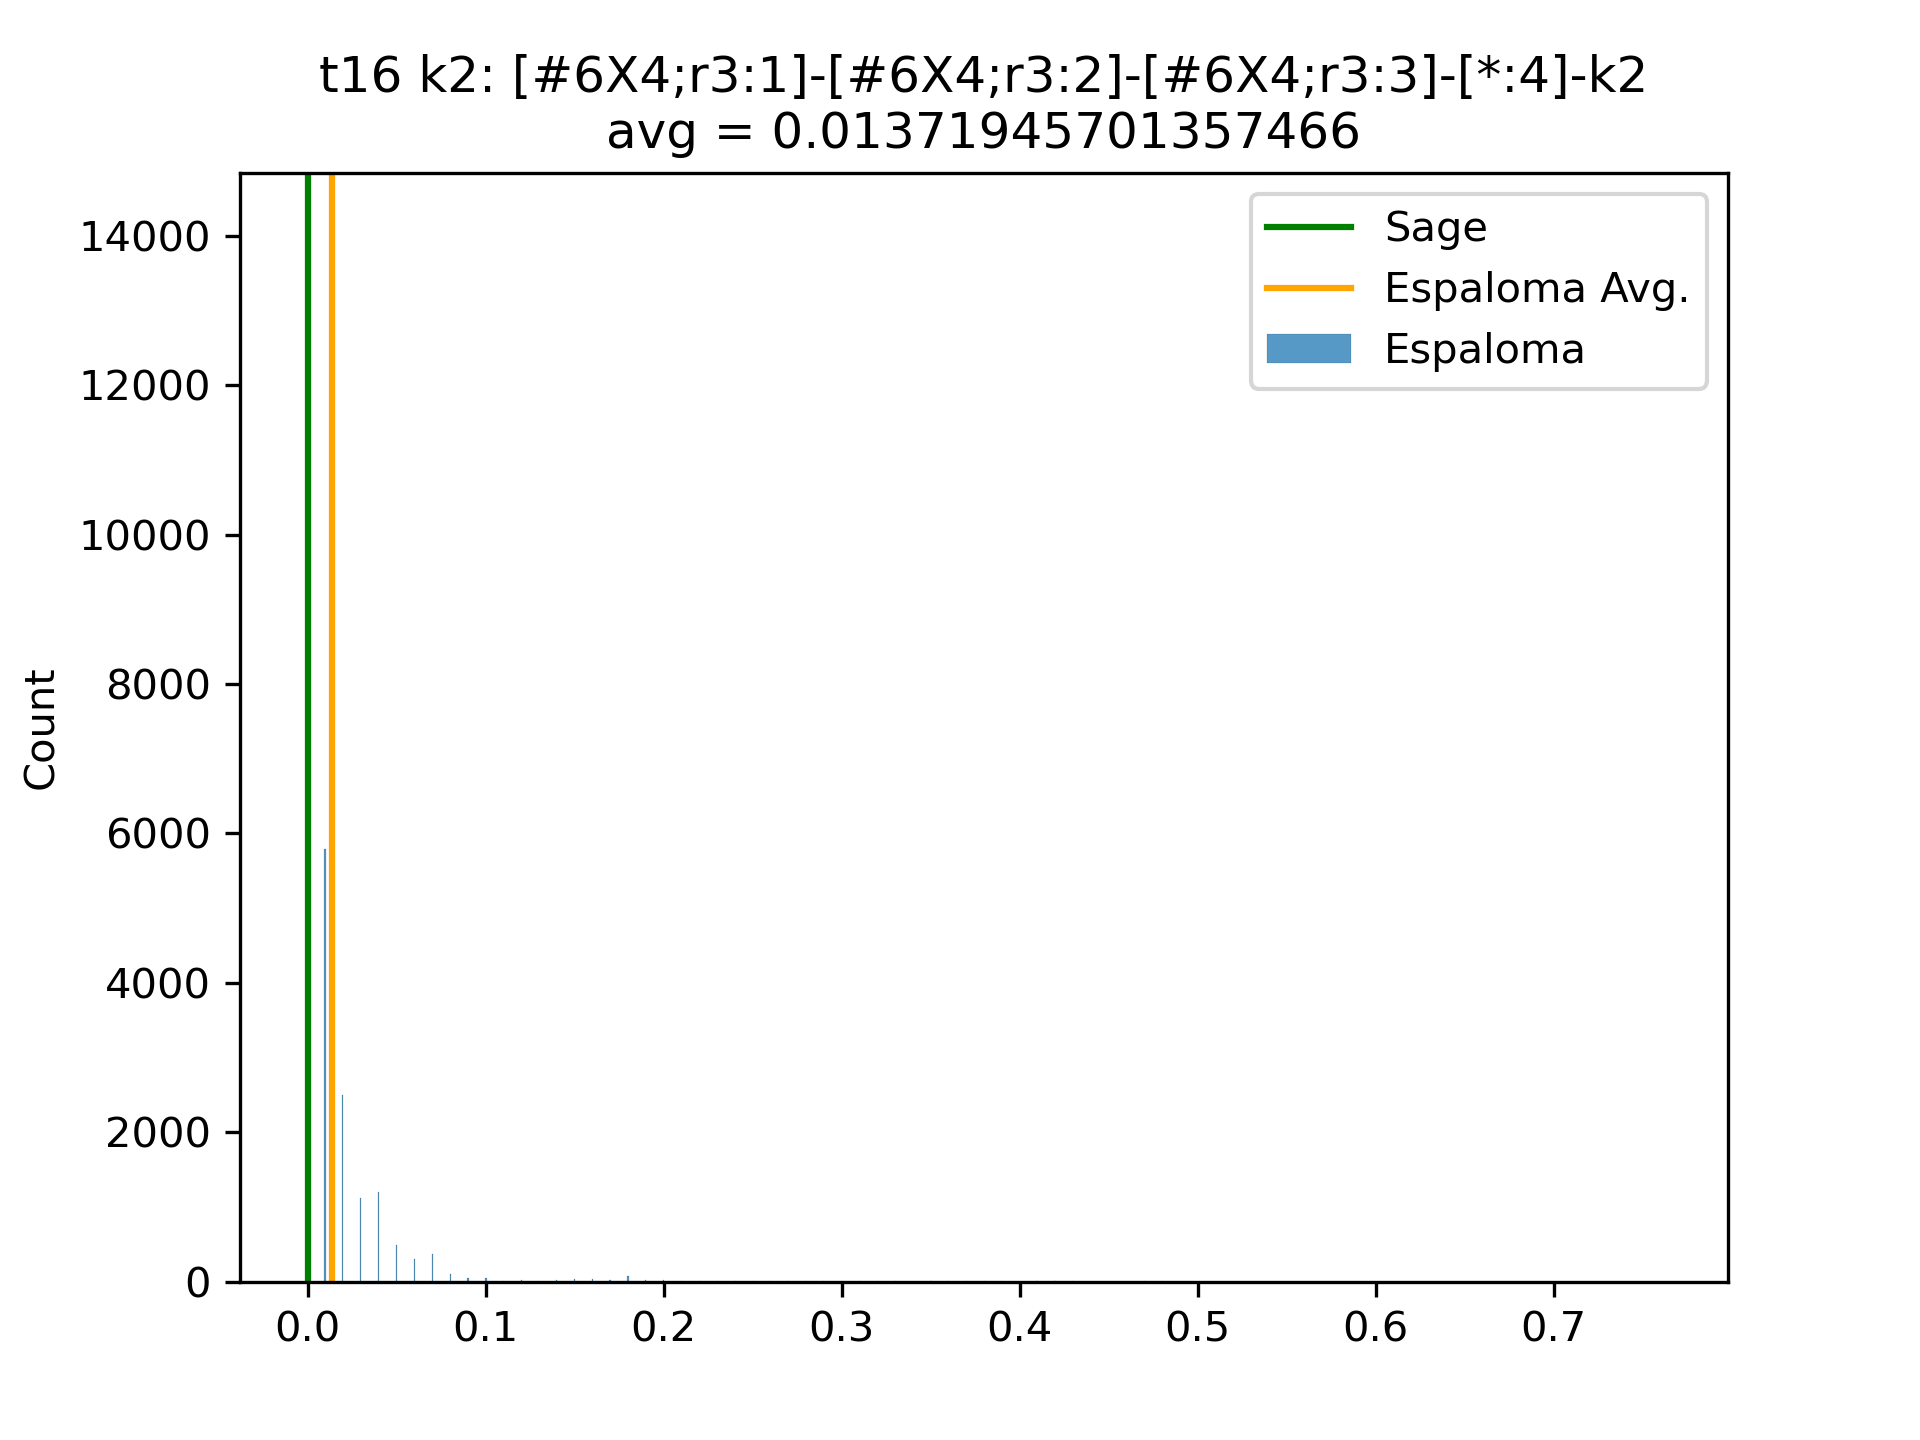 t16 k2: [#6X4;r3:1]-[#6X4;r3:2]-[#6X4;r3:3]-[*:4]-k2
avg = 0.01371945701357466
Sage
Espaloma Avg.
Espaloma
14000
12000
10000
8000
6000
4000
2000
0
Count
0.0 0.1 0.2 0.3 0.4 0.5 0.6 0.7